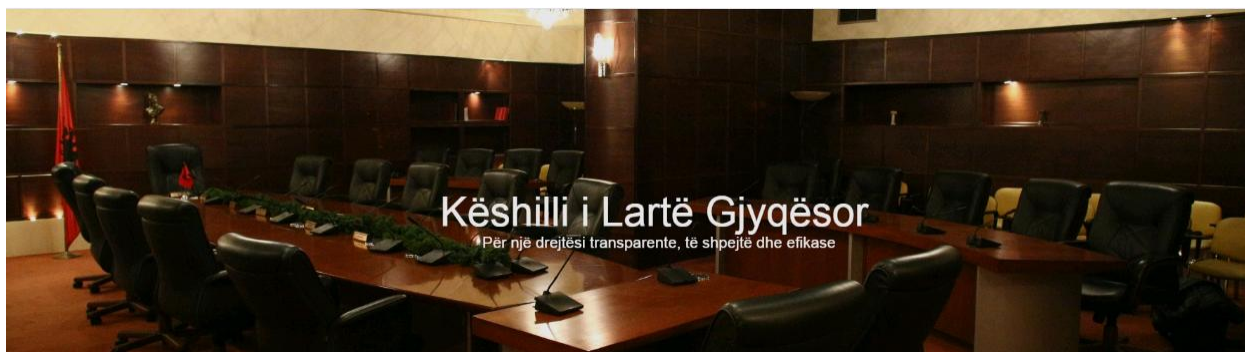 Këshilli i Lartë Gjyqësor
Për një drejtësi transparente, të shpejtë dhe efikase